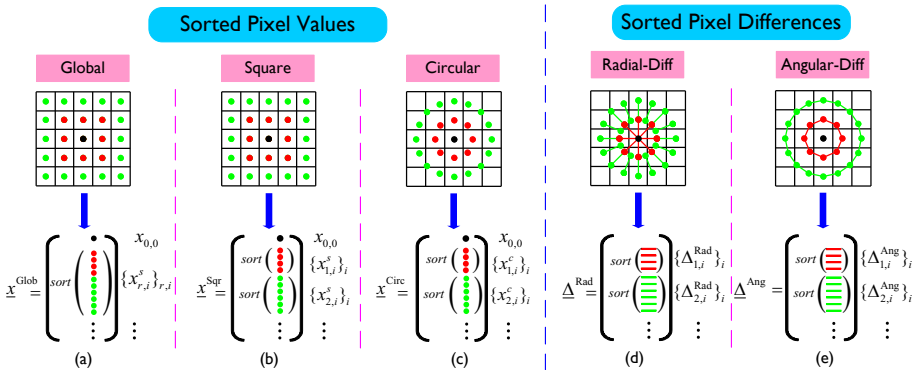 Sorted Pixel Values
Sorted Pixel Differences
Global
Square
Circular
Radial-Diff
Angular-Diff
x^Glob = sort x_{0,0} {x^s_{r,i}}_{r,i}
x^Sqr = sort sort x_{0,0} {x^s_{1,i}}_i {x^s_{2,i}}_i
x^Circ = sort sort x_{0,0} {x^c_{1,i}}_i {x^c_{2,i}}_i
Δ^Rad = sort sort {Δ^Rad_{1,i}}_i {Δ^Rad_{2,i}}_i
Δ^Ang = sort sort {Δ^Ang_{1,i}}_i {Δ^Ang_{2,i}}_i
(a)
(b)
(c)
(d)
(e)